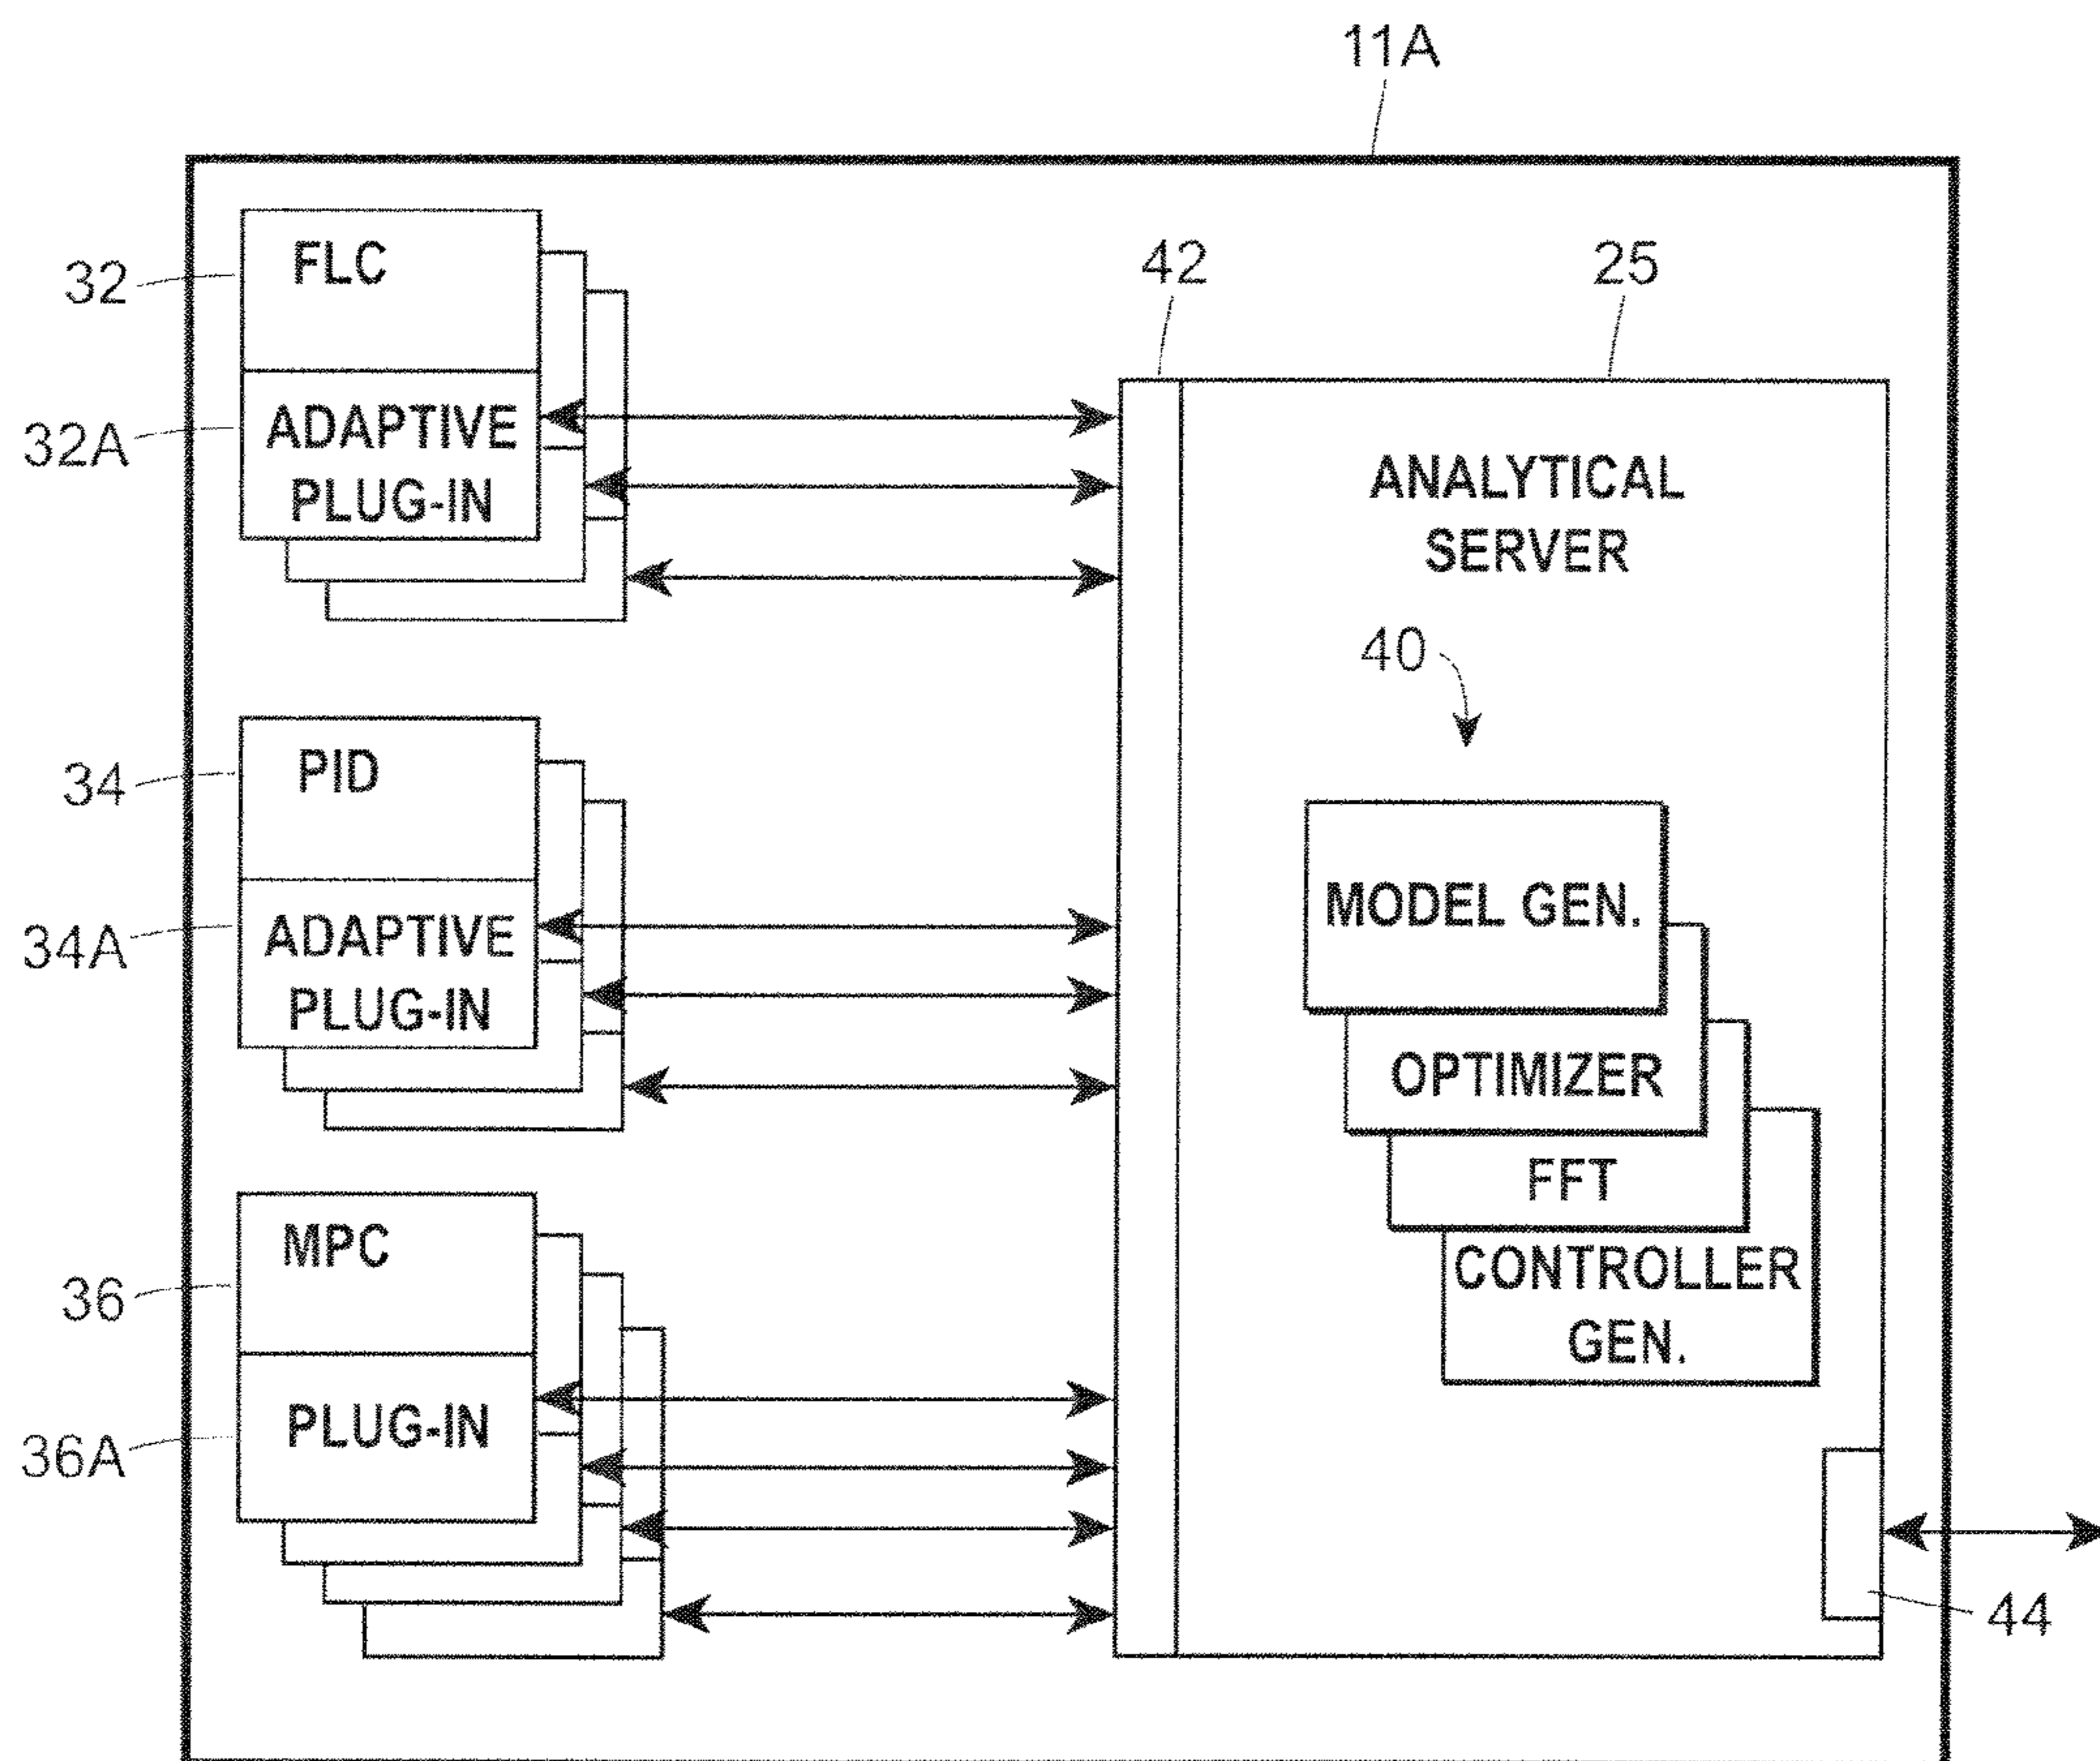 11A
32
FLC
32A
ADAPTIVE
PLUG-IN
42
25
ANALYTICAL
SERVER
40
34
PID
34A
ADAPTIVE
PLUG-IN
MODEL GEN.
OPTIMIZER
FFT
CONTROLLER
GEN.
36
MPC
36A
PLUG-IN
44